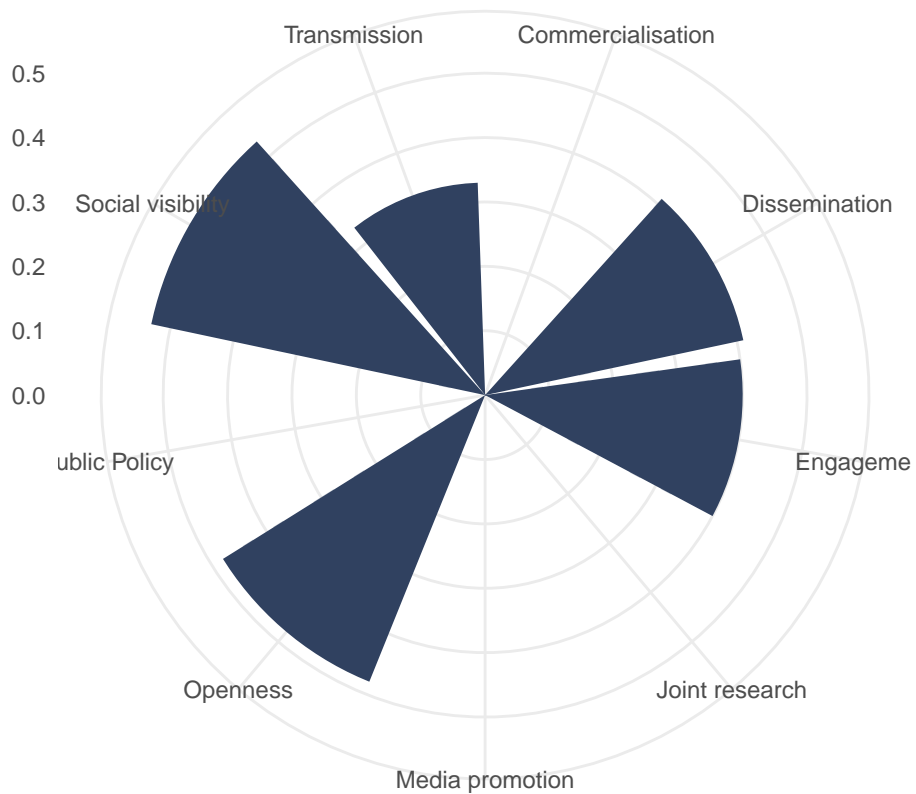 Transmission
Commercialisation
0.5
0.4
0.3
Social visibility
Dissemination
0.2
0.1
0.0
ublic Policy
Engageme
Openness
Joint research
Media promotion